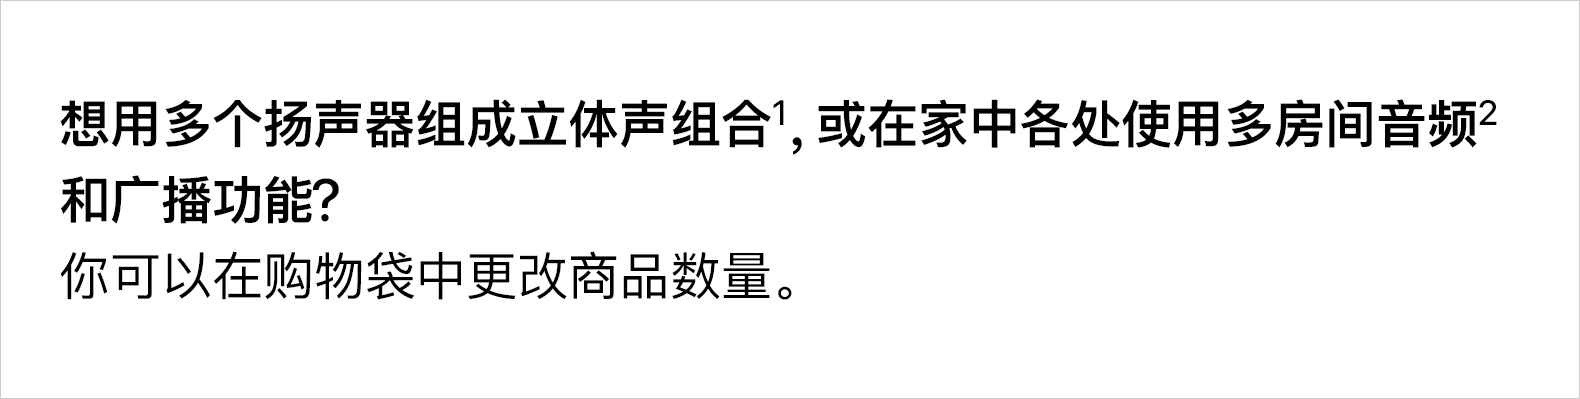 想用多个扬声器组成立体声组合¹, 或在家中各处使用多房间音频²
和广播功能?
你可以在购物袋中更改商品数量。